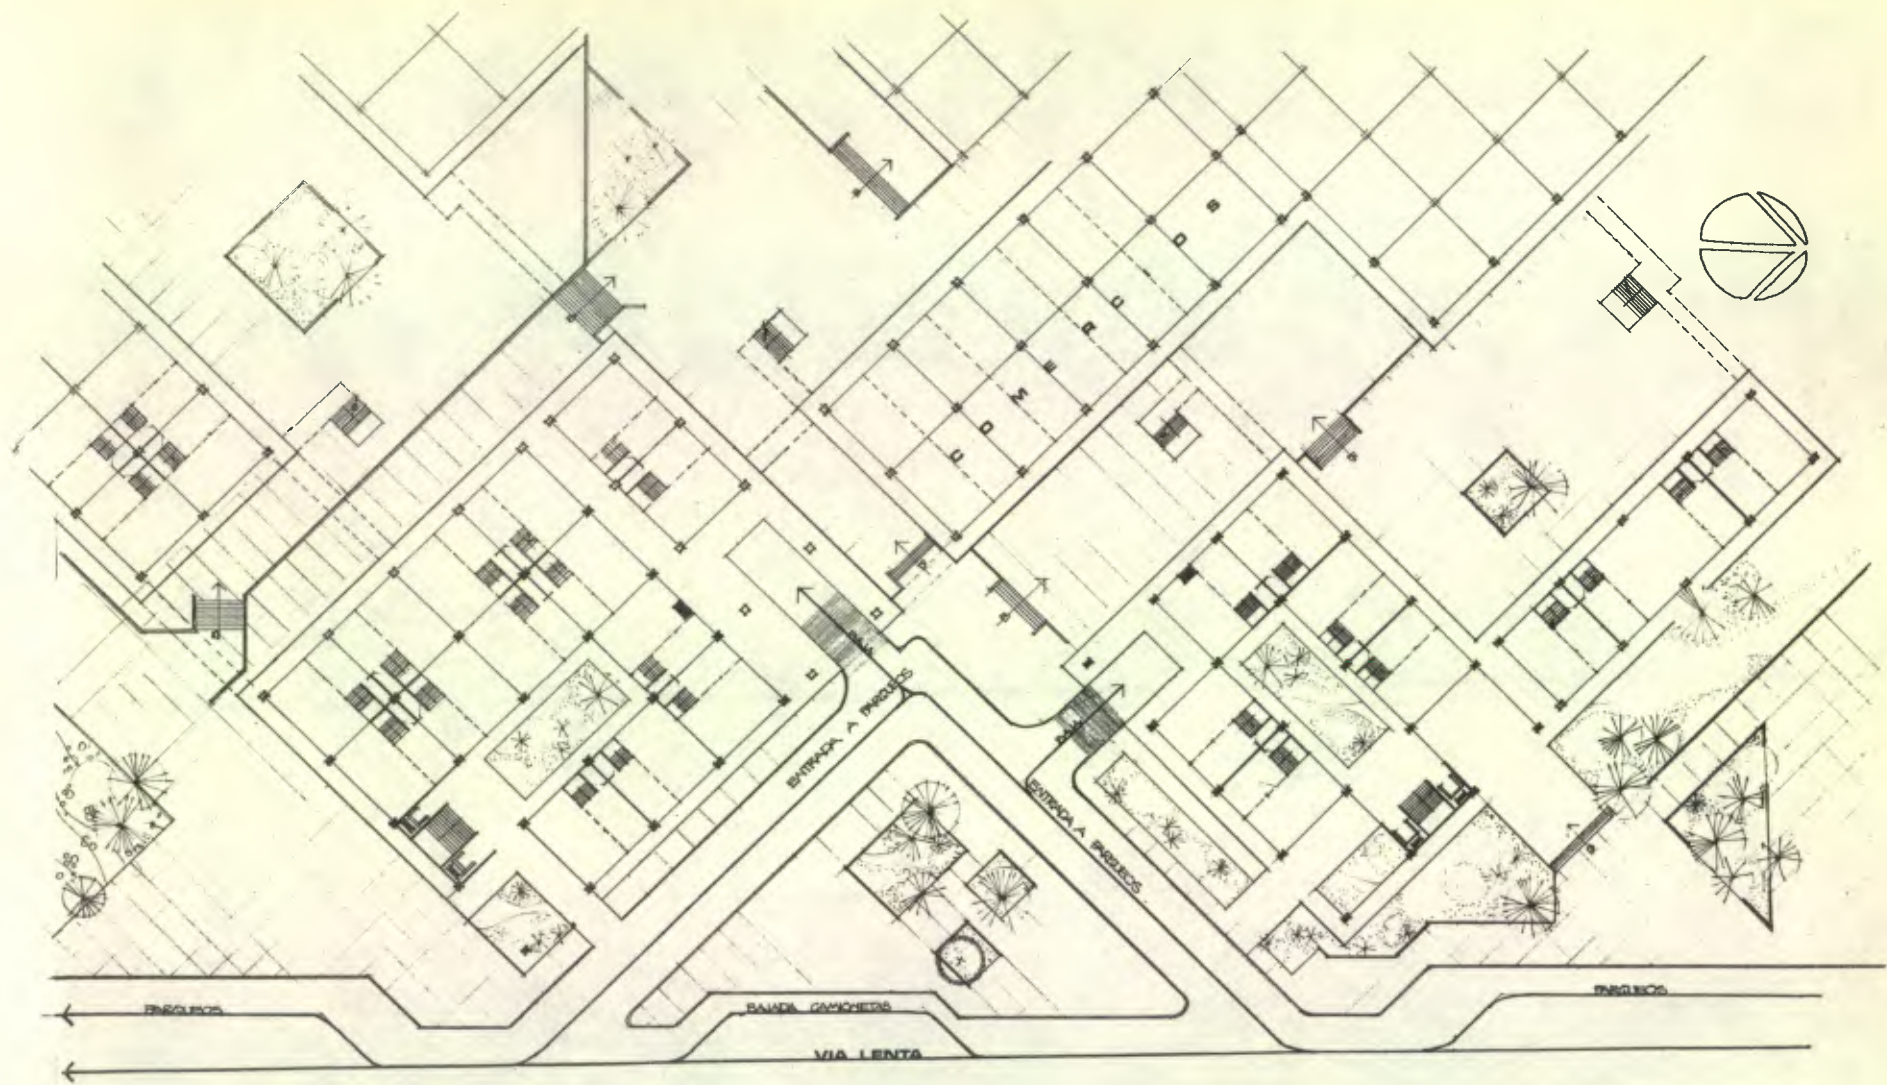 COMERCIOS
ENTRADA A PARQUEOS
ENTRADA A PARQUEOS
PARQUEOS
BAJADA CAMIONETAS
PARQUEOS
VIA LENTA